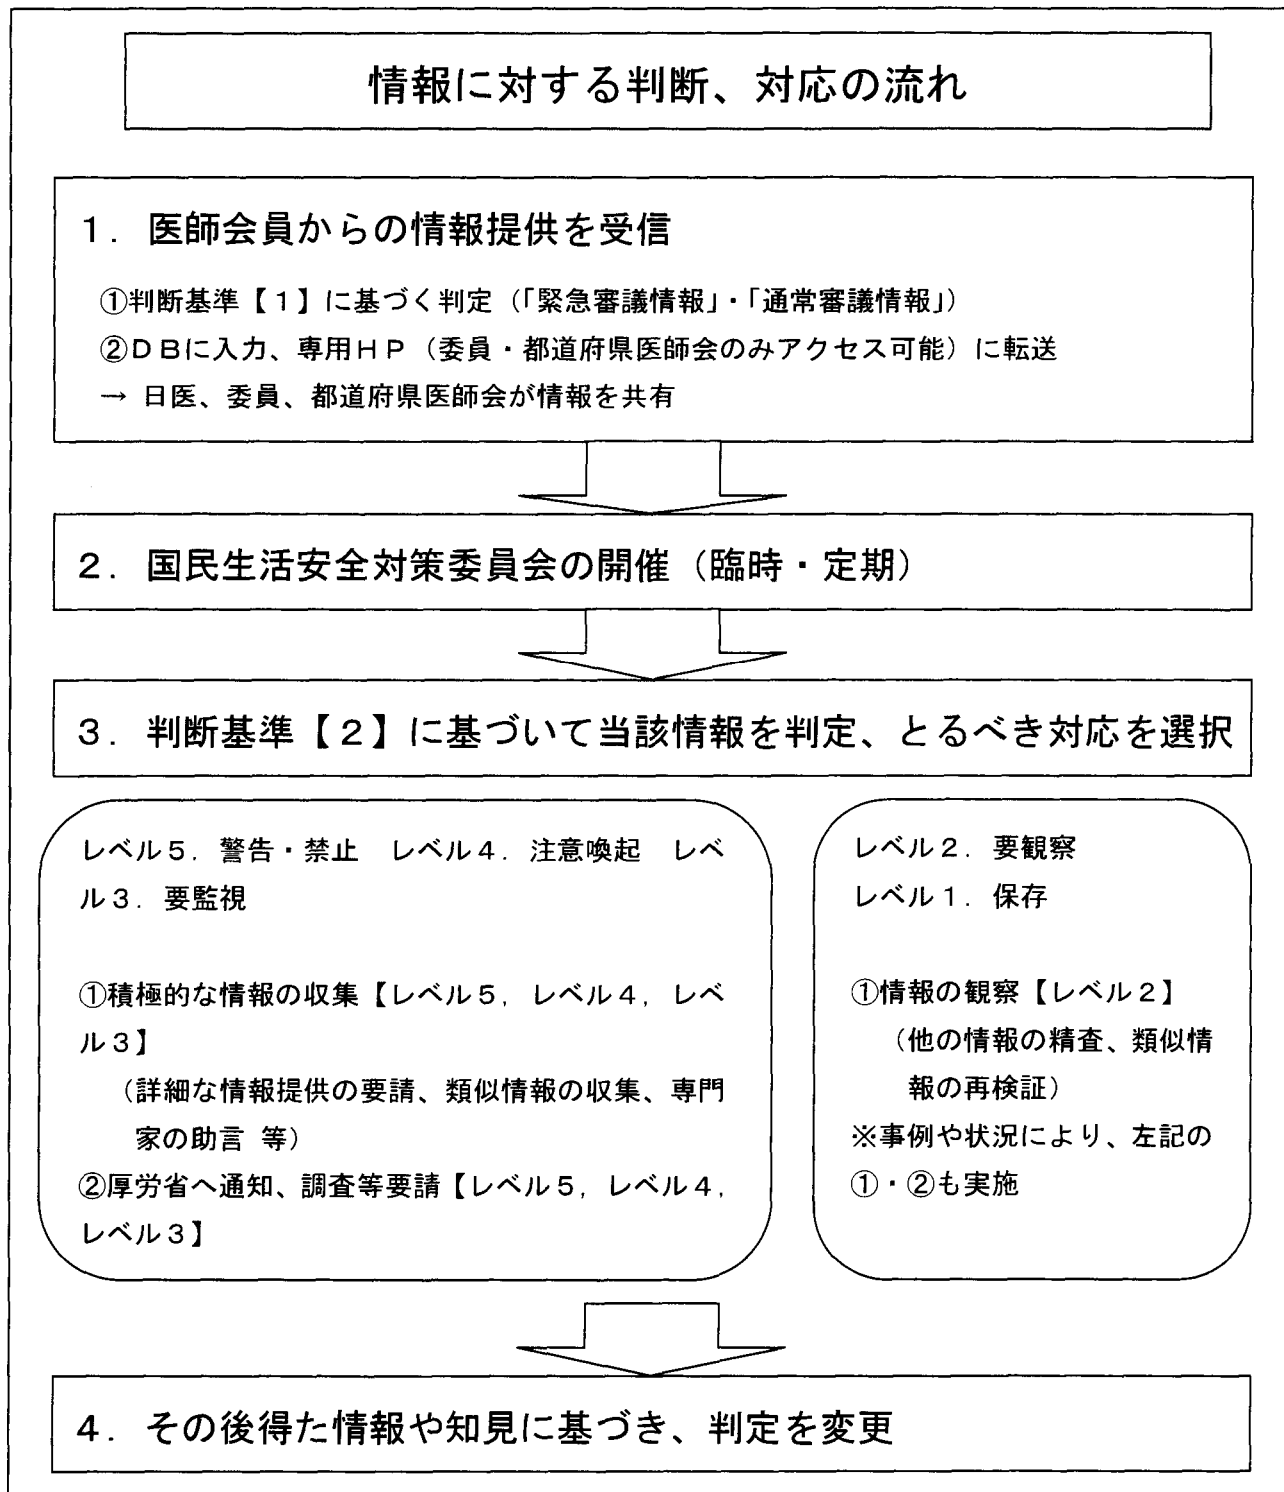 情報に対する判断、対応の流れ
1．医師会員からの情報提供を受信
①判断基準【1】に基づく判定（「緊急審議情報」・「通常審議情報」）
②ＤＢに入力、専用ＨＰ（委員・都道府県医師会のみアクセス可能）に転送
→ 日医、委員、都道府県医師会が情報を共有
2．国民生活安全対策委員会の開催（臨時・定期）
3．判断基準【2】に基づいて当該情報を判定、とるべき対応を選択
レベル5．警告・禁止　レベル4．注意喚起　レベ
ル3．要監視
①積極的な情報の収集【レベル5，レベル4，レベ
ル3】
（詳細な情報提供の要請、類似情報の収集、専門
家の助言 等）
②厚労省へ通知、調査等要請【レベル5，レベル4，
レベル3】
レベル2．要観察
レベル1．保存
①情報の観察【レベル2】
（他の情報の精査、類似情
報の再検証）
※事例や状況により、左記の
①・②も実施
4．その後得た情報や知見に基づき、判定を変更